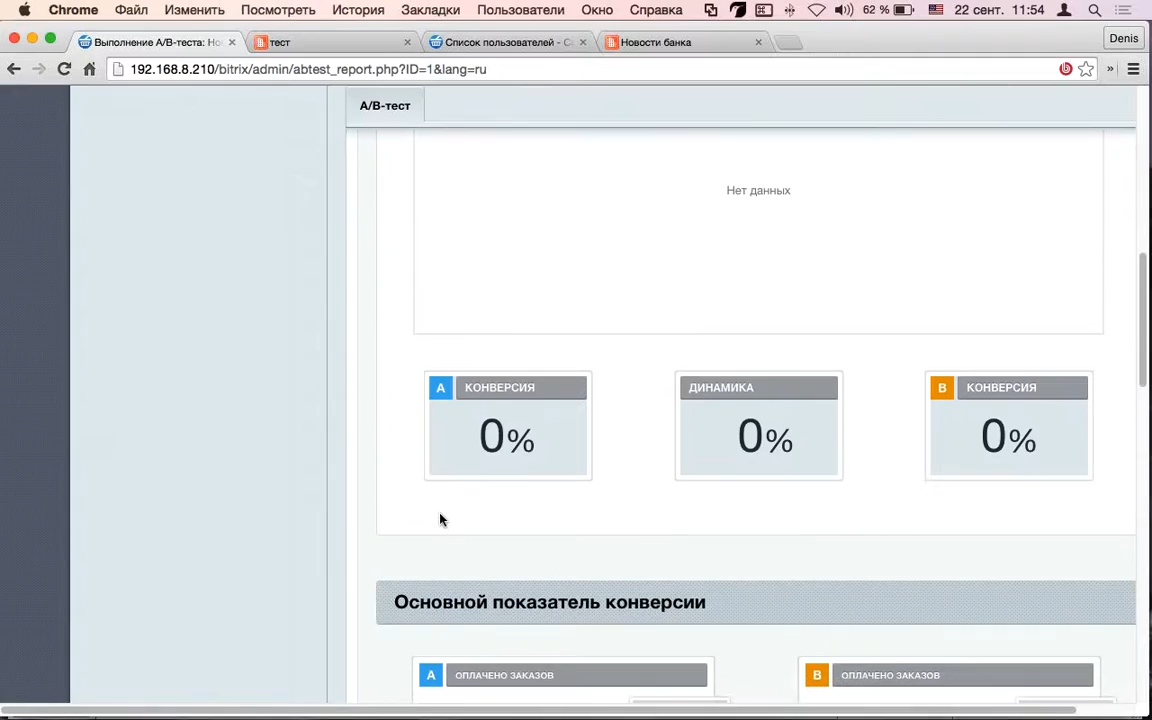 Chrome Файл Изменить Посмотреть История Закладки Пользователи Окно Справка 62 % 22 сент. 11:54
Выполнение A/B-теста: Но тест Список пользователей - С Новости банка Denis
192.168.8.210/bitrix/admin/abtest_report.php?ID=1&lang=ru
A/B-тест
Нет данных
A КОНВЕРСИЯ ДИНАМИКА B КОНВЕРСИЯ
0% 0% 0%
Основной показатель конверсии
A ОПЛАЧЕНО ЗАКАЗОВ B ОПЛАЧЕНО ЗАКАЗОВ